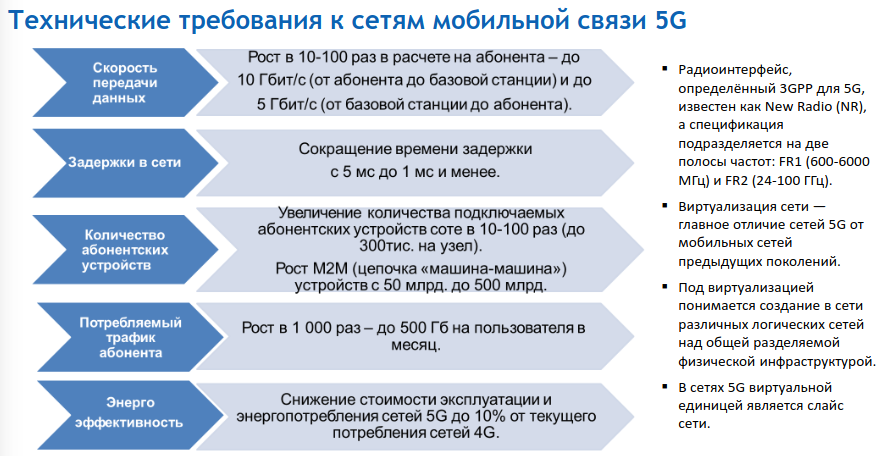 Технические требования к сетям мобильной связи 5G
Скорость
передачи
данных
Рост в 10-100 раз в расчете на абонента – до
10 Гбит/с (от абонента до базовой станции) и до
5 Гбит/с (от базовой станции до абонента).
Задержки в сети
Сокращение времени задержки
с 5 мс до 1 мс и менее.
Количество
абонентских
устройств
Увеличение количества подключаемых
абонентских устройств соте в 10-100 раз (до
300тис. на узел).
Рост М2М (цепочка «машина-машина»)
устройств с 50 млрд. до 500 млрд.
Потребляемый
трафик
абонента
Рост в 1 000 раз – до 500 Гб на пользователя в
месяц.
Энерго
эффективность
Снижение стоимости эксплуатации и
энергопотребления сетей 5G до 10% от текущего
потребления сетей 4G.
▪ Радиоинтерфейс,
определённый 3GPP для 5G,
известен как New Radio (NR),
а спецификация
подразделяется на две
полосы частот: FR1 (600-6000
МГц) и FR2 (24-100 ГГц).
▪ Виртуализация сети —
главное отличие сетей 5G от
мобильных сетей
предыдущих поколений.
▪ Под виртуализацией
понимается создание в сети
различных логических сетей
над общей разделяемой
физической инфраструктурой.
▪ В сетях 5G виртуальной
единицей является слайс
сети.